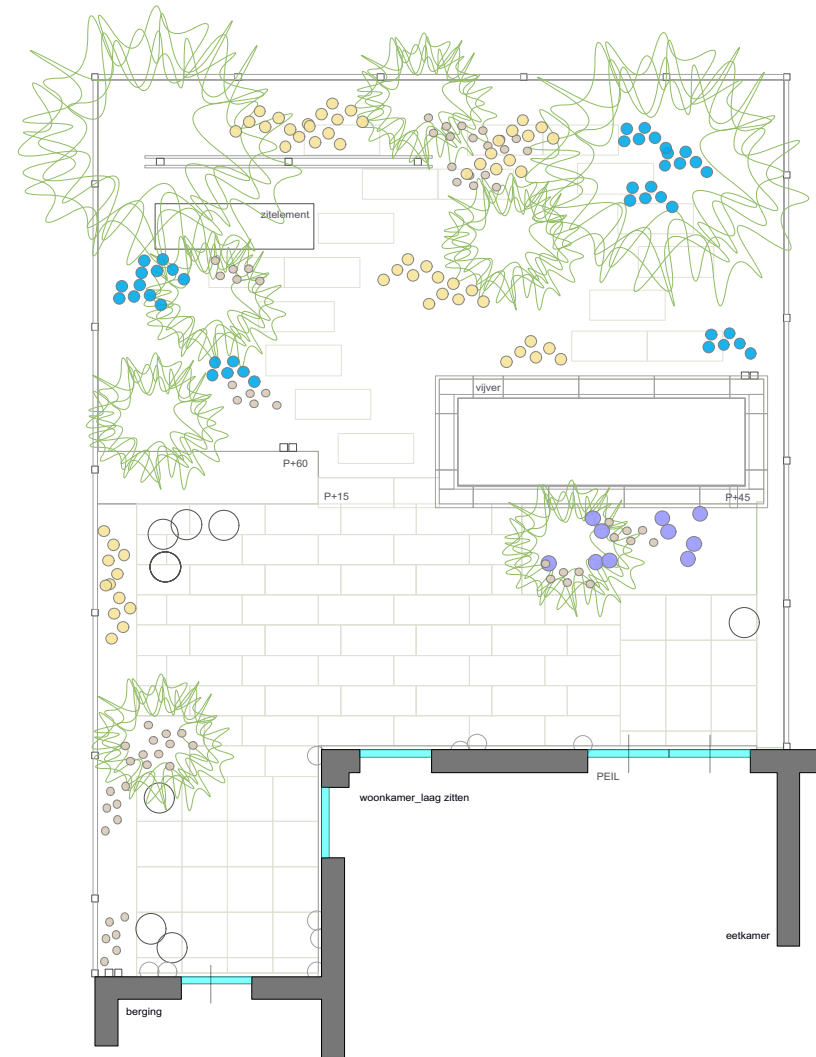 zitelement
vijver
P+60
P+15
P+45
PEIL
woonkamer_laag zitten
eetkamer
berging